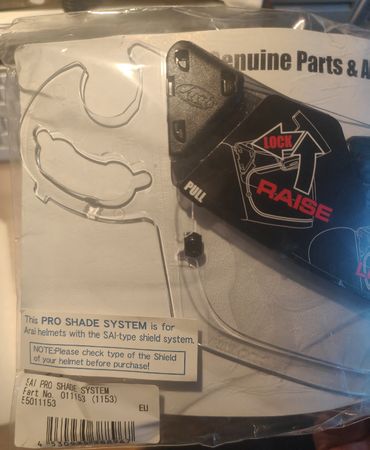 Genuine Parts & A
Arai
LOCK
RAISE
PULL
This PRO SHADE SYSTEM is for
Arai helmets with the SAI-type shield system.
NOTE:Please check type of the Shield
of your helmet before purchase!
SAI PRO SHADE SYSTEM
Part No. 011153 (1153)
E5011153
EU